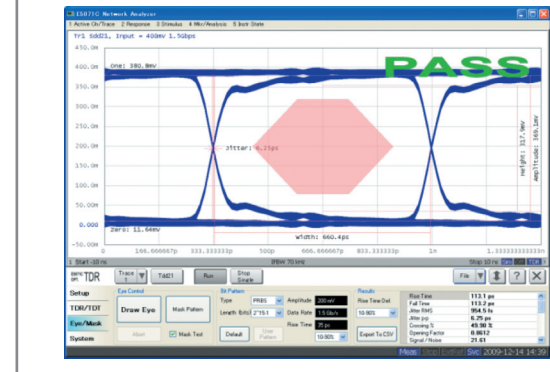 E5071C Network Analyzer
1 Active Ch/Trace 2 Response 3 Stimulus 4 Mkr/Analysis 5 Instr State
Tr1 Sdd21, Input = 400mV 1.5Gbps
450.0m
400.0m
One: 380.8mV
PASS
350.0m
300.0m
250.0m
200.0m
Jitter: 6.25ps
Height: 317.9mV
Amplitude: 369.1mV
150.0m
100.0m
50.00m
0.000
Zero: 11.64mV
Width: 660.4ps
-50.0m
0 166.666667p 333.333333p 500p 666.666667p 833.333333p 1n 1.33333333333n
1 Start -10 ns IFBW 70 kHz Stop 10 ns
TDR Trace 1 Tdd21 Run Stop Single File ?
Setup
TDR/TDT
Eye/Mask
System
Eye Control
Draw Eye Mask Pattern
Mask Test
Bit Pattern
Type PRBS Amplitude 200 mV
Length (bits) 2^15-1 Data Rate 1.5 Gb/s
Rise Time 35 ps
Default User Pattern 10-90%
Results
Rise Time Def.
10-90%
Export To CSV
Rise Time 113.1 ps
Fall Time 113.2 ps
Jitter RMS 954.5 fs
Jitter p-p 6.25 ps
Crossing % 49.90 %
Opening Factor 0.8612
Signal / Noise 21.61
Meas Stop ExtRef Svc 2009-12-14 14:39